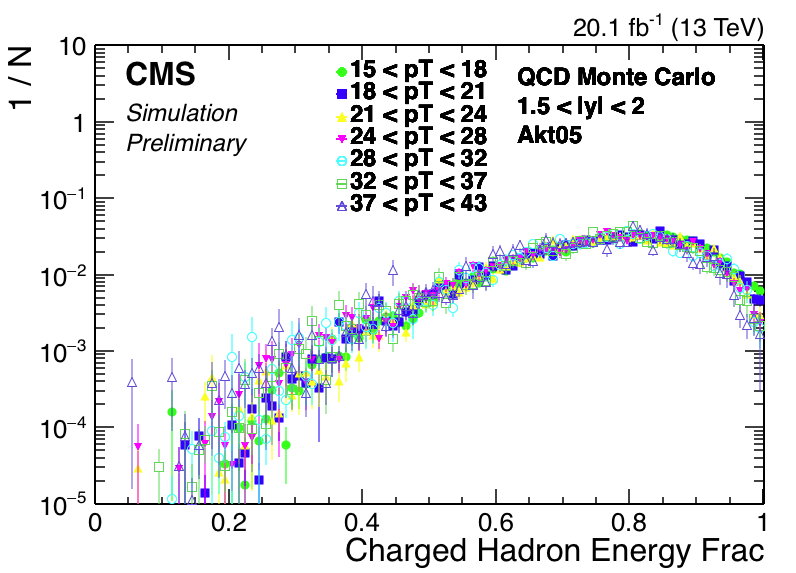 20.1 fb⁻¹ (13 TeV)
1 / N
10
1
10⁻¹
10⁻²
10⁻³
10⁻⁴
10⁻⁵
CMS
Simulation
Preliminary
15 < pT < 18
18 < pT < 21
21 < pT < 24
24 < pT < 28
28 < pT < 32
32 < pT < 37
37 < pT < 43
QCD Monte Carlo
1.5 < |y| < 2
Akt05
0 0.2 0.4 0.6 0.8 1
Charged Hadron Energy Frac